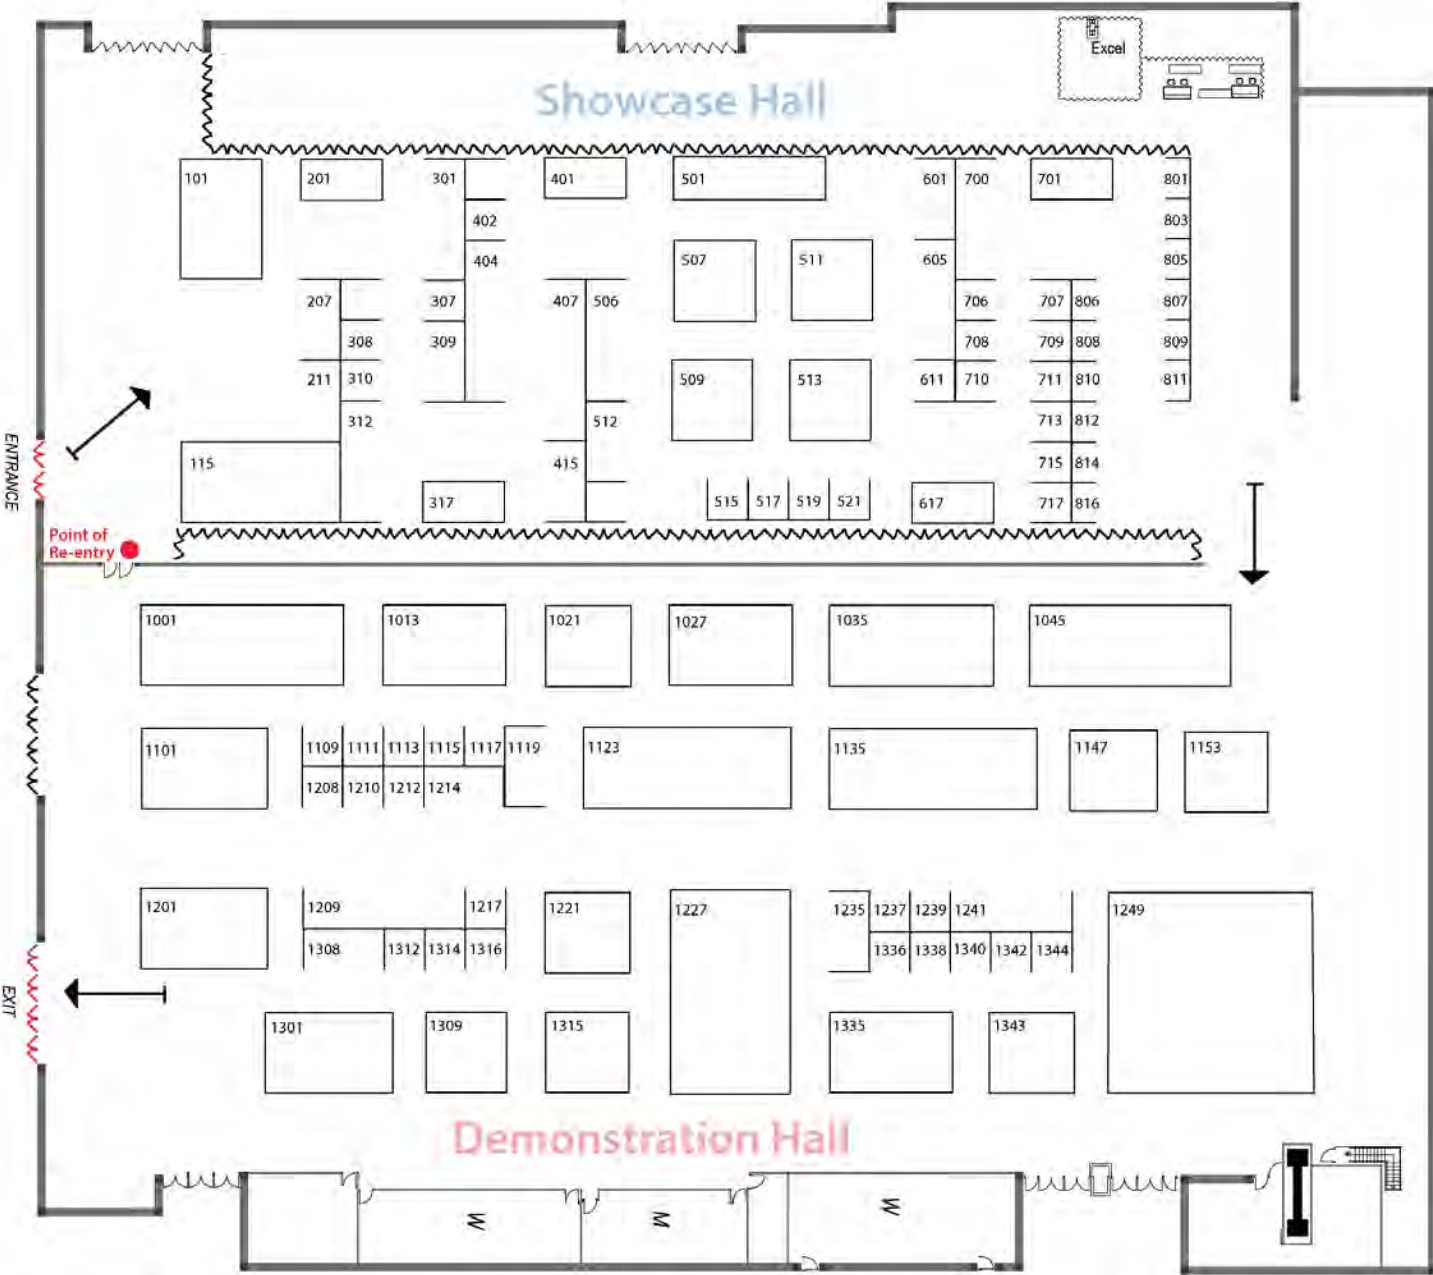 Excel
Showcase Hall
101 201 301 401 501 601 700 701 801
402 803
404 507 511 605 805
207 307 407 506 706 707 806 807
308 309 708 709 808 809
211 310 509 513 611 710 711 810 811
312 512 713 812
115 415 715 814
317 515 517 519 521 617 717 816
ENTRANCE
Point of
Re-entry
1001 1013 1021 1027 1035 1045
1101 1109 1111 1113 1115 1117 1119 1123 1135 1147 1153
1208 1210 1212 1214
1201 1209 1217 1221 1227 1235 1237 1239 1241 1249
1308 1312 1314 1316 1336 1338 1340 1342 1344
EXIT
1301 1309 1315 1335 1343
Demonstration Hall
W M W